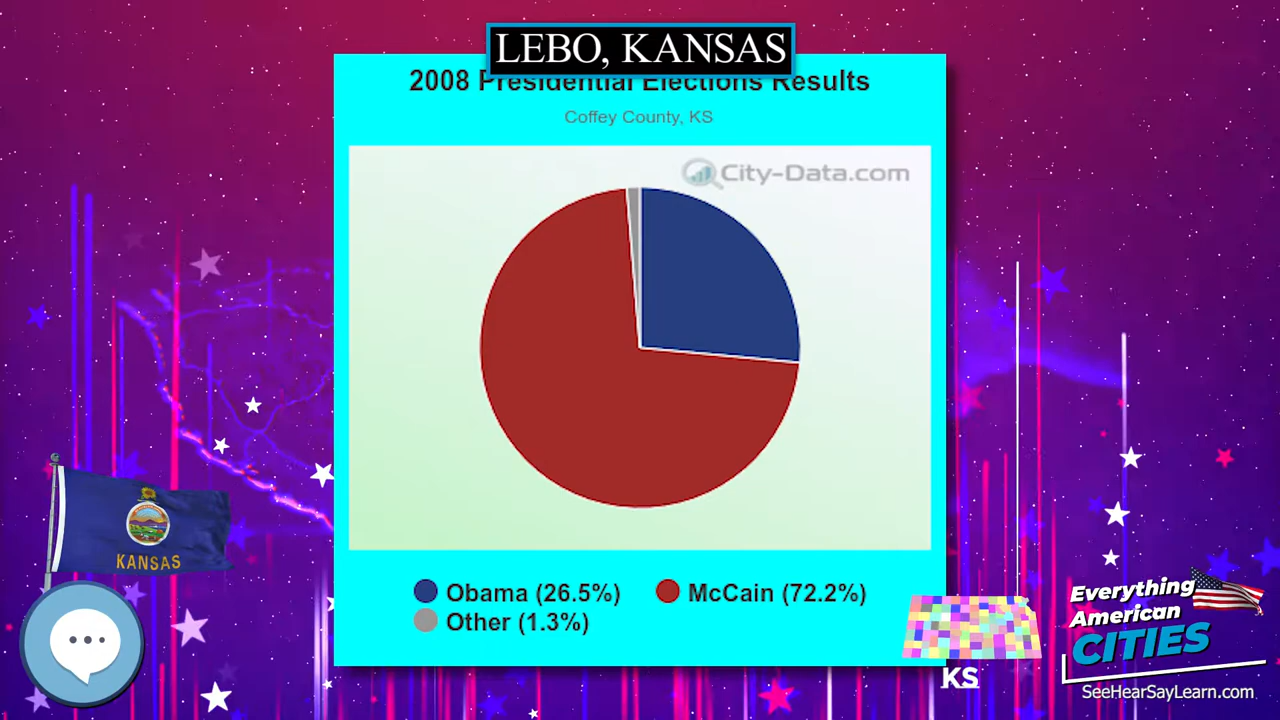 LEBO, KANSAS
2008 Presidential Elections Results
Coffey County, KS
City-Data.com
Obama (26.5%) McCain (72.2%)
Other (1.3%)
KANSAS
KS
Everything
American
CITIES
SeeHearSayLearn.com